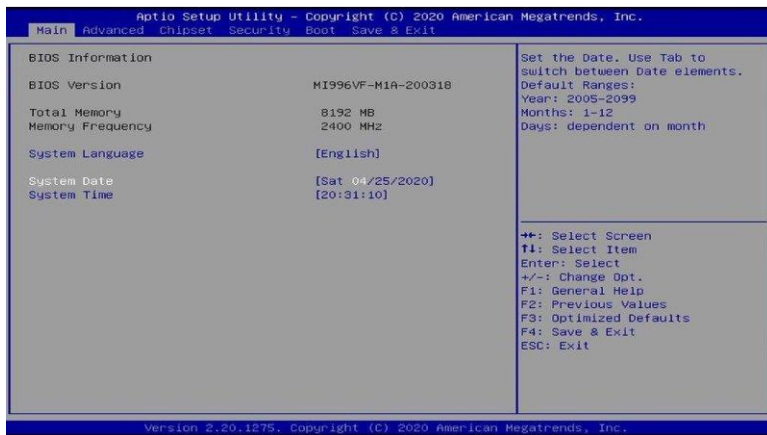 Aptio Setup Utility – Copyright (C) 2020 American Megatrends, Inc.
Main Advanced Chipset Security Boot Save & Exit
BIOS Information
BIOS Version MI996VF-M1A-200318
Total Memory 8192 MB
Memory Frequency 2400 MHz
System Language [English]
System Date [Sat 04/25/2020]
System Time [20:31:10]
Set the Date. Use Tab to
switch between Date elements.
Default Ranges:
Year: 2005-2099
Months: 1-12
Days: dependent on month
→←: Select Screen
↑↓: Select Item
Enter: Select
+/-: Change Opt.
F1: General Help
F2: Previous Values
F3: Optimized Defaults
F4: Save & Exit
ESC: Exit
Version 2.20.1275. Copyright (C) 2020 American Megatrends, Inc.